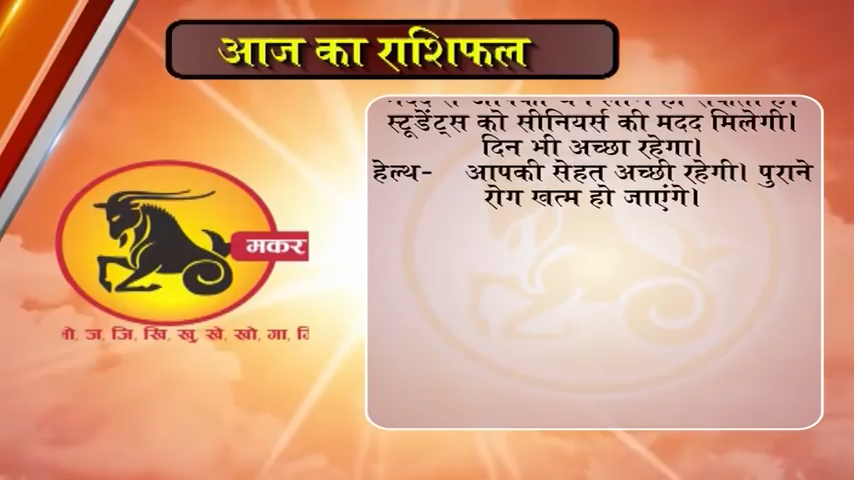 आज का राशिफल
स्टूडेंट्स को सीनियर्स की मदद मिलेगी।
दिन भी अच्छा रहेगा।
हेल्थ- आपकी सेहत अच्छी रहेगी। पुराने
रोग खत्म हो जाएंगे।
मकर
ज, जि, खि, खु, खे, खो, गा,